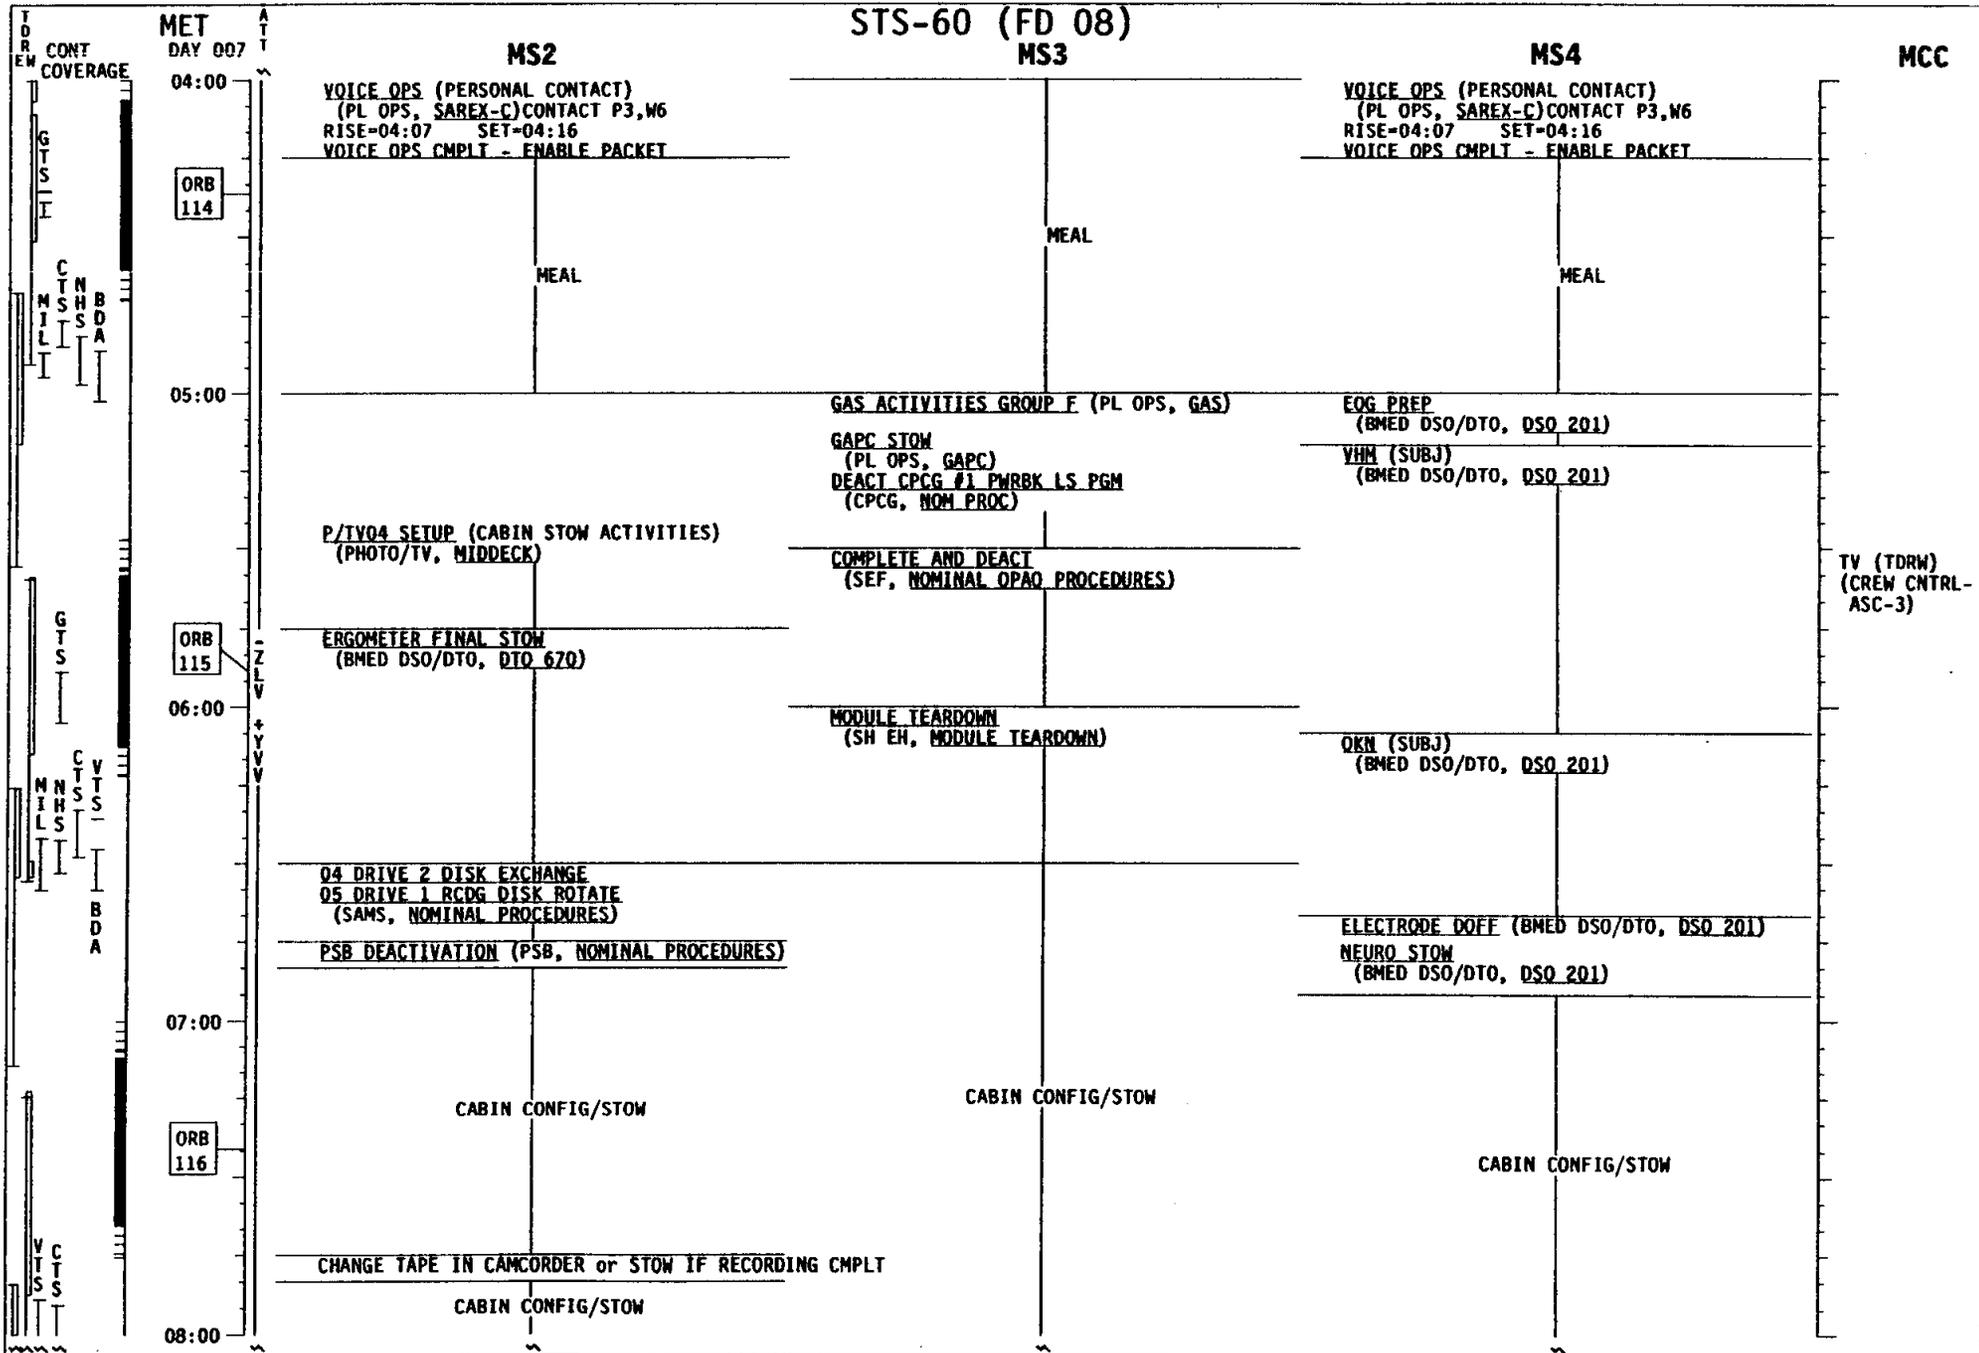 STS-60 (FD 08)
TDRE W
CONT COVERAGE
MET
DAY 007
ATT
MS2
MS3
MS4
MCC
04:00
GTS
ORB 114
CTS
NHS
MIL
BDA
05:00
GTS
ORB 115
-ZLV +YVV
06:00
CTS
VTS
MIL
NHS
BDA
07:00
ORB 116
VTS
CTS
08:00
VOICE OPS (PERSONAL CONTACT)
(PL OPS, SAREX-C)CONTACT P3,W6
RISE=04:07 SET=04:16
VOICE OPS CMPLT - ENABLE PACKET
MEAL
P/TV04 SETUP (CABIN STOW ACTIVITIES)
(PHOTO/TV, MIDDECK)
ERGOMETER FINAL STOW
(BMED DSO/DTO, DTO 670)
04 DRIVE 2 DISK EXCHANGE
05 DRIVE 1 RCDG DISK ROTATE
(SAMS, NOMINAL PROCEDURES)
PSB DEACTIVATION (PSB, NOMINAL PROCEDURES)
CABIN CONFIG/STOW
CHANGE TAPE IN CAMCORDER or STOW IF RECORDING CMPLT
CABIN CONFIG/STOW
MEAL
GAS ACTIVITIES GROUP F (PL OPS, GAS)
GAPC STOW
(PL OPS, GAPC)
DEACT CPCG #1 PWRBK LS PGM
(CPCG, NOM PROC)
COMPLETE AND DEACT
(SEF, NOMINAL OPAQ PROCEDURES)
MODULE TEARDOWN
(SH EH, MODULE TEARDOWN)
CABIN CONFIG/STOW
VOICE OPS (PERSONAL CONTACT)
(PL OPS, SAREX-C)CONTACT P3,W6
RISE=04:07 SET=04:16
VOICE OPS CMPLT - ENABLE PACKET
MEAL
EOG PREP
(BMED DSO/DTO, DSO 201)
VHM (SUBJ)
(BMED DSO/DTO, DSO 201)
OKN (SUBJ)
(BMED DSO/DTO, DSO 201)
ELECTRODE DOFF (BMED DSO/DTO, DSO 201)
NEURO STOW
(BMED DSO/DTO, DSO 201)
CABIN CONFIG/STOW
TV (TDRW)
(CREW CNTRL-
ASC-3)